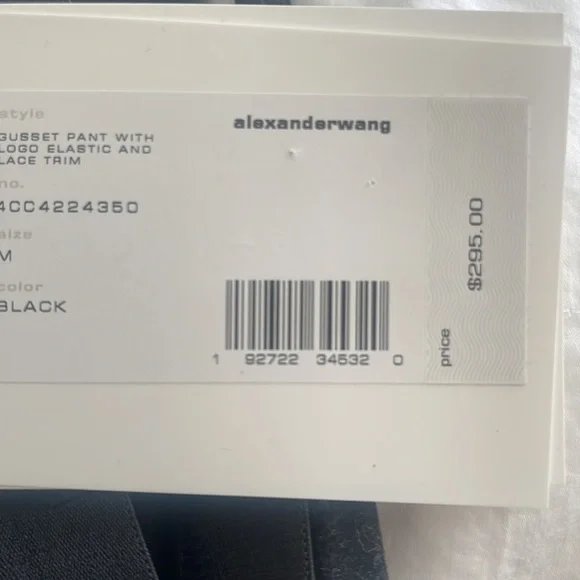 style
GUSSET PANT WITH
LOGO ELASTIC AND
LACE TRIM
no.
4CC4224350
size
M
color
BLACK
alexanderwang
1 92722 34532 0
price $295.00